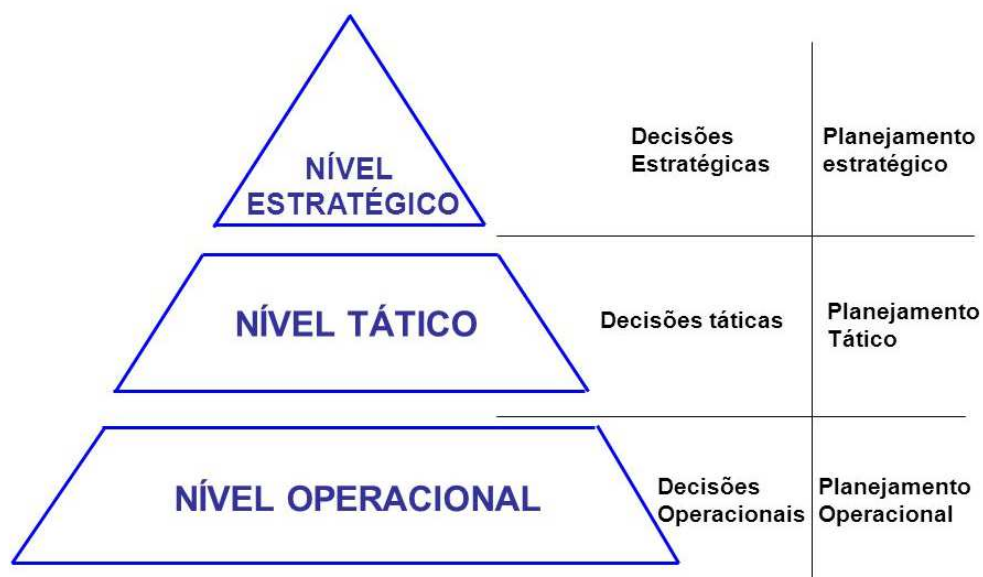 NÍVEL
ESTRATÉGICO
Decisões
Estratégicas
Planejamento
estratégico
NÍVEL TÁTICO
Decisões táticas
Planejamento
Tático
NÍVEL OPERACIONAL
Decisões
Operacionais
Planejamento
Operacional